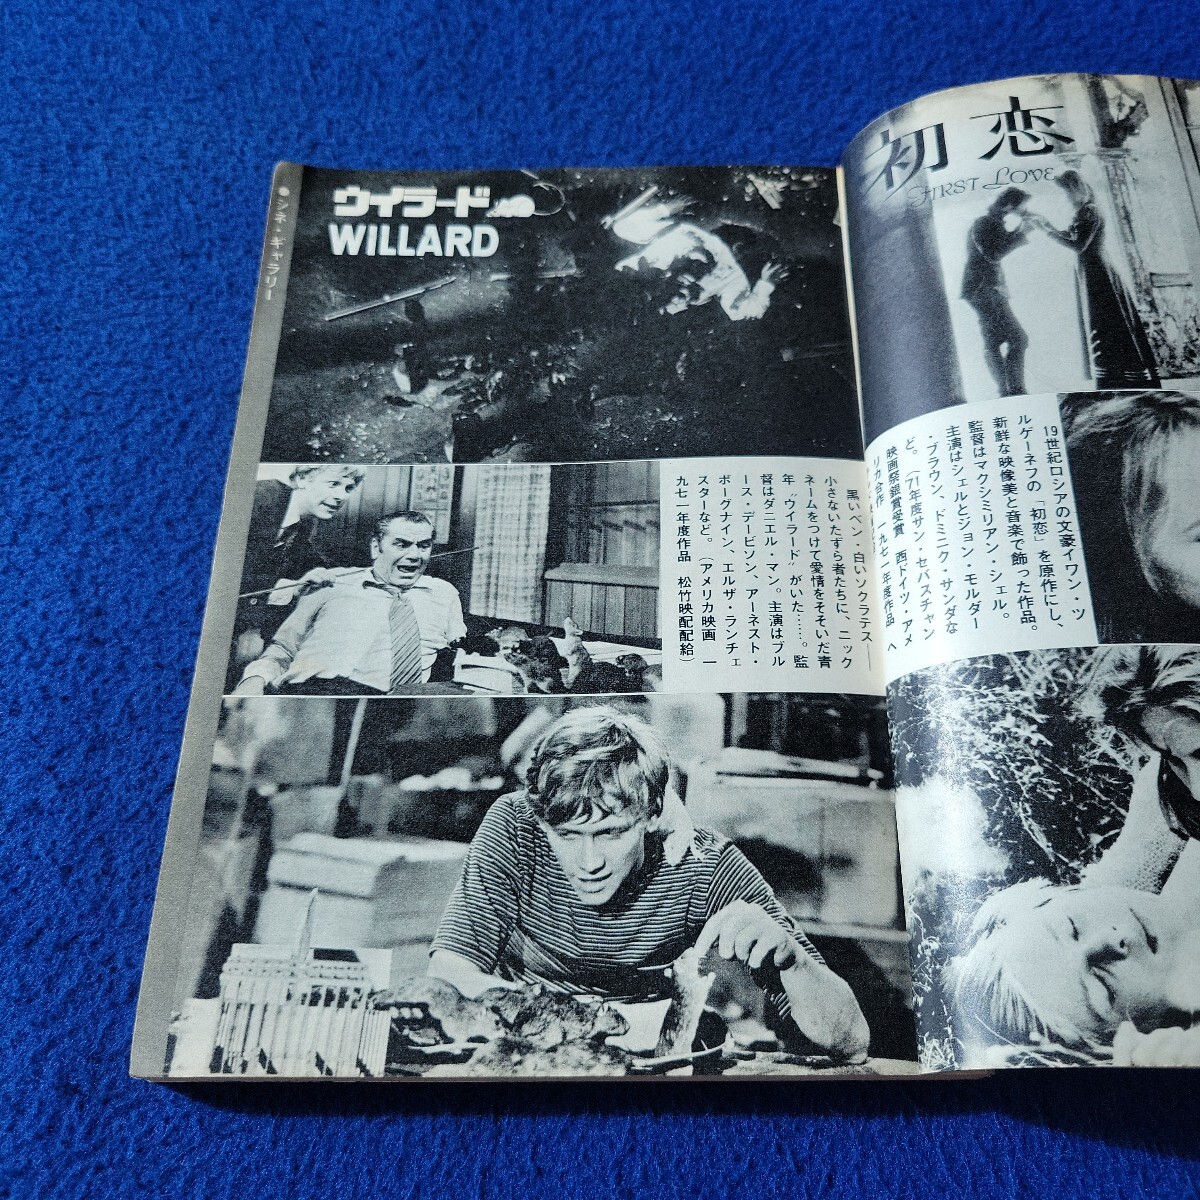 ●シネ・ギャラリー
ウイラード
WILLARD
黒いベン・白いソクラテス――
小さないたずら者たちに、ニック
ネームをつけて愛情をそそいだ青
年〝ウイラード〟がいた……。監
督はダニエル・マン。主演はブル
ース・デービソン、アーネスト・
ボーグナイン、エルザ・ランチェ
スターなど。（アメリカ映画　一
九七一年度作品　松竹映配配給）
初恋
FIRST LOVE
19世紀ロシアの文豪イワン・ツ
ルゲーネフの「初恋」を原作にし、
新鮮な映像美と音楽で飾った作品。
監督はマクシミリアン・シェル。
主演はシェルとジョン・モルダー
・ブラウン、ドミニク・サンダな
ど。（71年度サン・セバスチャン
映画祭銀賞受賞　西ドイツ・アメ
リカ合作　一九七一年度作品　ヘ